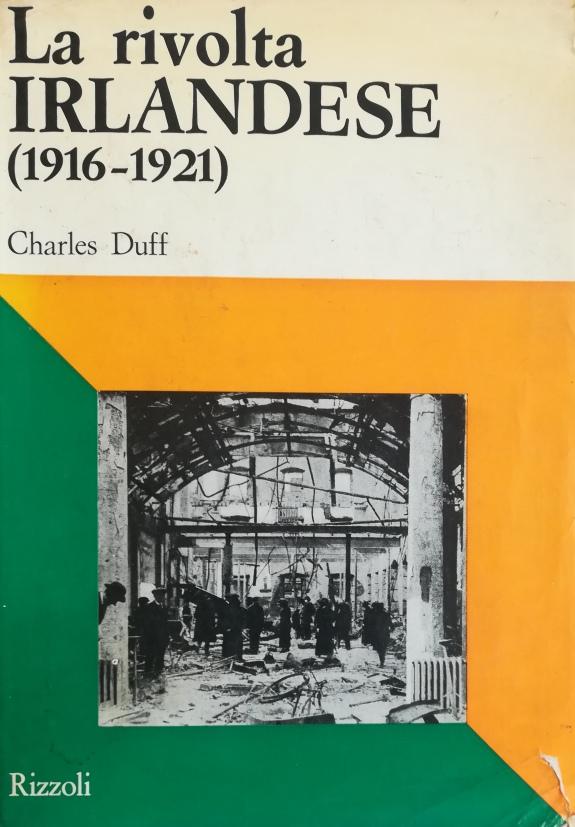 La rivolta
IRLANDESE
(1916-1921)
Charles Duff
Rizzoli